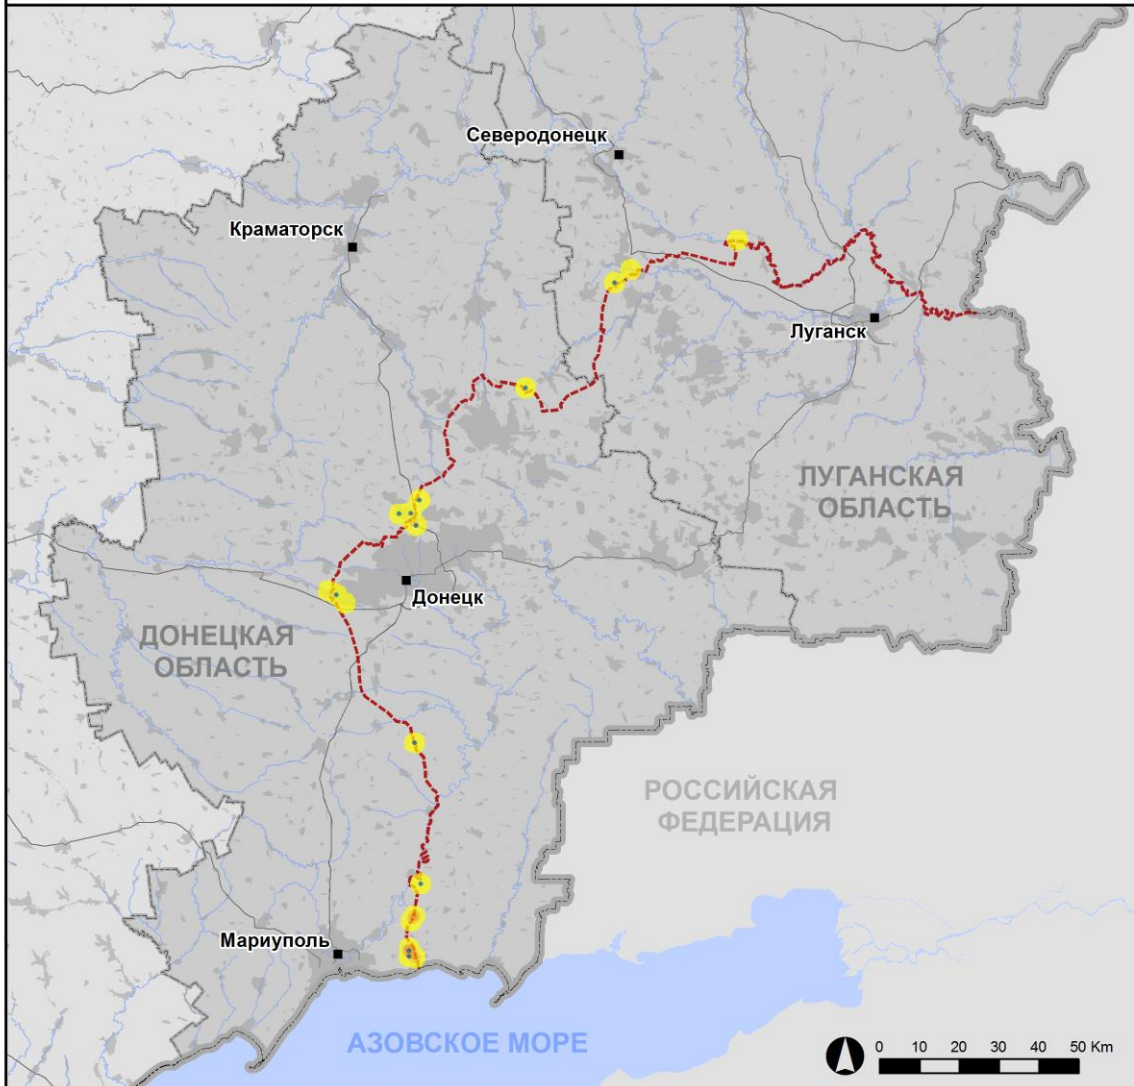 Северодонецк
Краматорск
Луганск
ЛУГАНСКАЯ
ОБЛАСТЬ
Донецк
ДОНЕЦКАЯ
ОБЛАСТЬ
РОССИЙСКАЯ
ФЕДЕРАЦИЯ
Мариуполь
АЗОВСКОЕ МОРЕ
0 10 20 30 40 50 Km